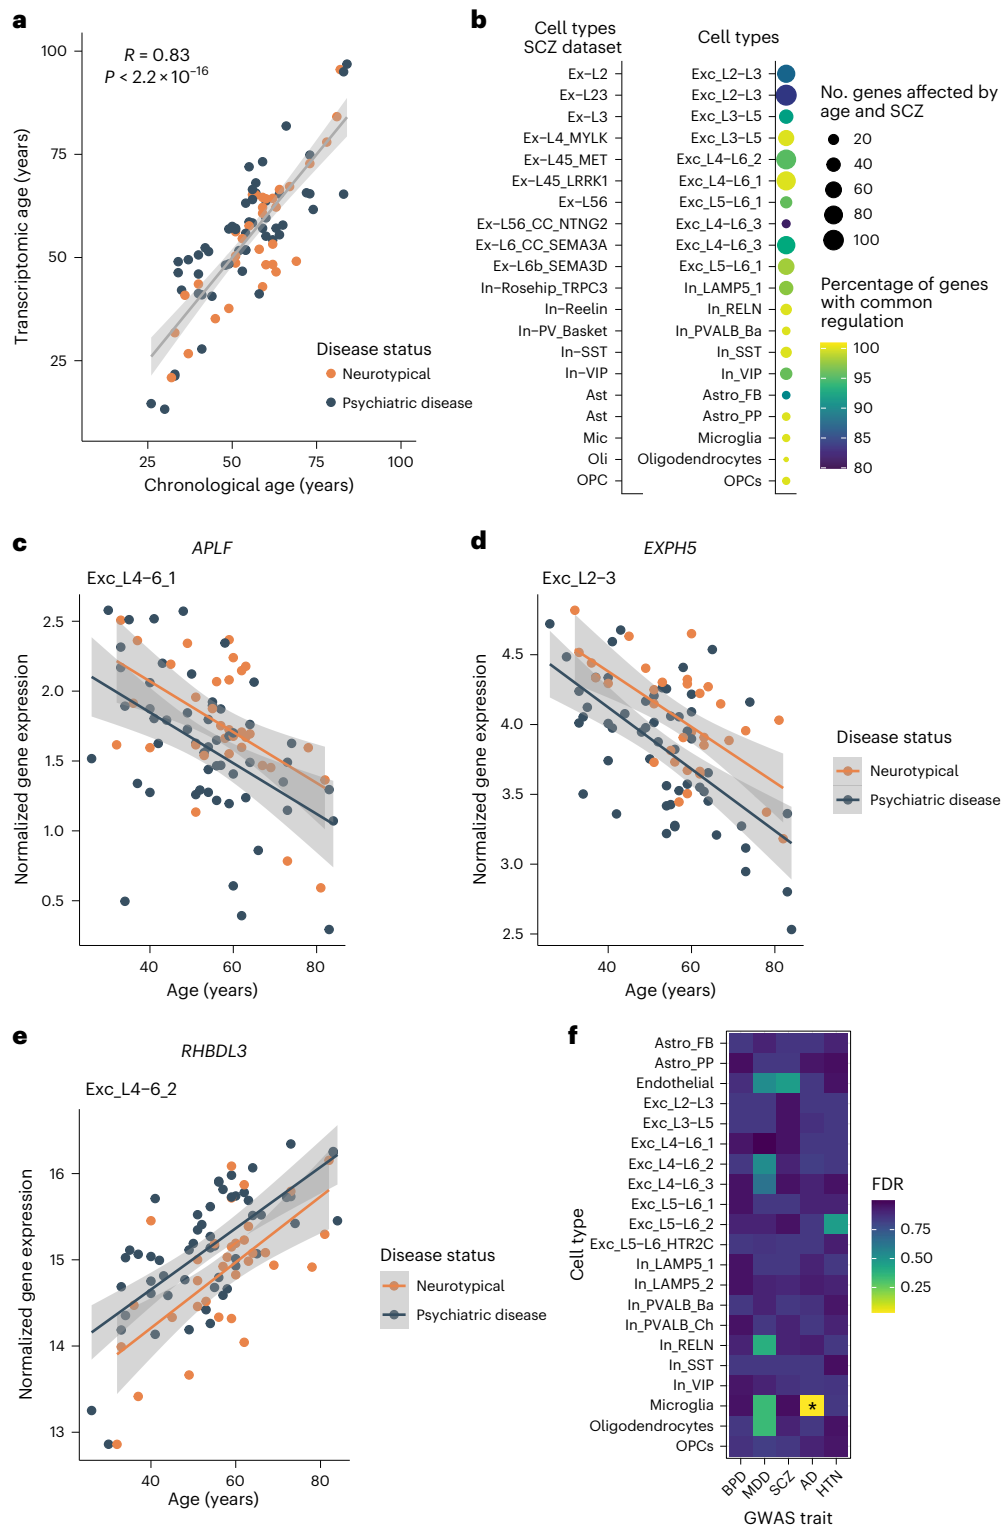 a
R = 0.83
P < 2.2 × 10⁻¹⁶
100
75
50
25
Transcriptomic age (years)
25 50 75 100
Chronological age (years)
Disease status
Neurotypical
Psychiatric disease
b
Cell types
SCZ dataset
Cell types
Ex−L2 Exc_L2−L3
Ex−L23 Exc_L2−L3
Ex−L3 Exc_L3−L5
Ex−L4_MYLK Exc_L3−L5
Ex−L45_MET Exc_L4−L6_2
Ex−L45_LRRK1 Exc_L4−L6_1
Ex−L56 Exc_L5−L6_1
Ex−L56_CC_NTNG2 Exc_L4−L6_3
Ex−L6_CC_SEMA3A Exc_L4−L6_3
Ex−L6b_SEMA3D Exc_L5−L6_1
In−Rosehip_TRPC3 In_LAMP5_1
In−Reelin In_RELN
In−PV_Basket In_PVALB_Ba
In−SST In_SST
In−VIP In_VIP
Ast Astro_FB
Ast Astro_PP
Mic Microglia
Oli Oligodendrocytes
OPC OPCs
No. genes affected by
age and SCZ
20
40
60
80
100
Percentage of genes
with common
regulation
100
95
90
85
80
c
APLF
Exc_L4−6_1
2.5
2.0
1.5
1.0
0.5
Normalized gene expression
40 60 80
Age (years)
d
EXPH5
Exc_L2−3
4.5
4.0
3.5
3.0
2.5
Normalized gene expression
40 60 80
Age (years)
Disease status
Neurotypical
Psychiatric disease
e
RHBDL3
Exc_L4−6_2
16
15
14
13
Normalized gene expression
40 60 80
Age (years)
Disease status
Neurotypical
Psychiatric disease
f
Cell type
Astro_FB
Astro_PP
Endothelial
Exc_L2−L3
Exc_L3−L5
Exc_L4−L6_1
Exc_L4−L6_2
Exc_L4−L6_3
Exc_L5−L6_1
Exc_L5−L6_2
Exc_L5−L6_HTR2C
In_LAMP5_1
In_LAMP5_2
In_PVALB_Ba
In_PVALB_Ch
In_RELN
In_SST
In_VIP
Microglia
*
Oligodendrocytes
OPCs
BPD MDD SCZ AD HTN
GWAS trait
FDR
0.75
0.50
0.25